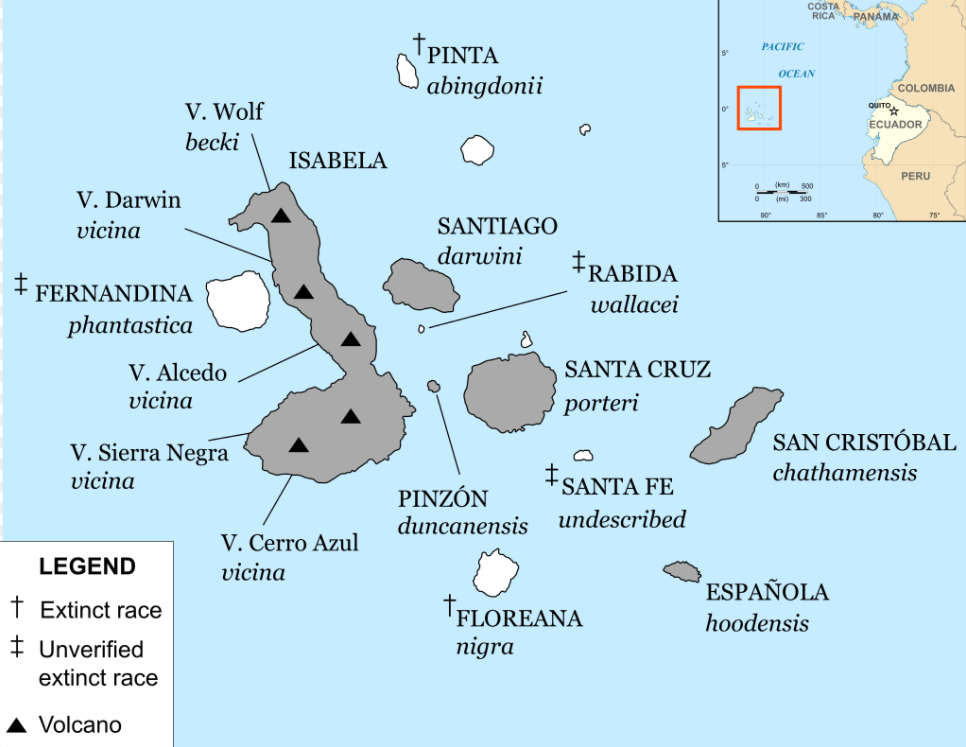 †PINTA
abingdonii
V. Wolf
becki
ISABELA
V. Darwin
vicina
SANTIAGO
darwini
‡RABIDA
wallacei
‡ FERNANDINA
phantastica
V. Alcedo
vicina
SANTA CRUZ
porteri
V. Sierra Negra
vicina
SAN CRISTÓBAL
chathamensis
PINZÓN
duncanensis
‡SANTA FE
undescribed
V. Cerro Azul
vicina
†FLOREANA
nigra
ESPAÑOLA
hoodensis
LEGEND
† Extinct race
‡ Unverified
extinct race
Volcano
COSTA
RICA
PANAMA
PACIFIC
OCEAN
COLOMBIA
QUITO
ECUADOR
PERU
5°
0°
5°
0 (km) 500
0 (mi) 300
90° 85° 80° 75°